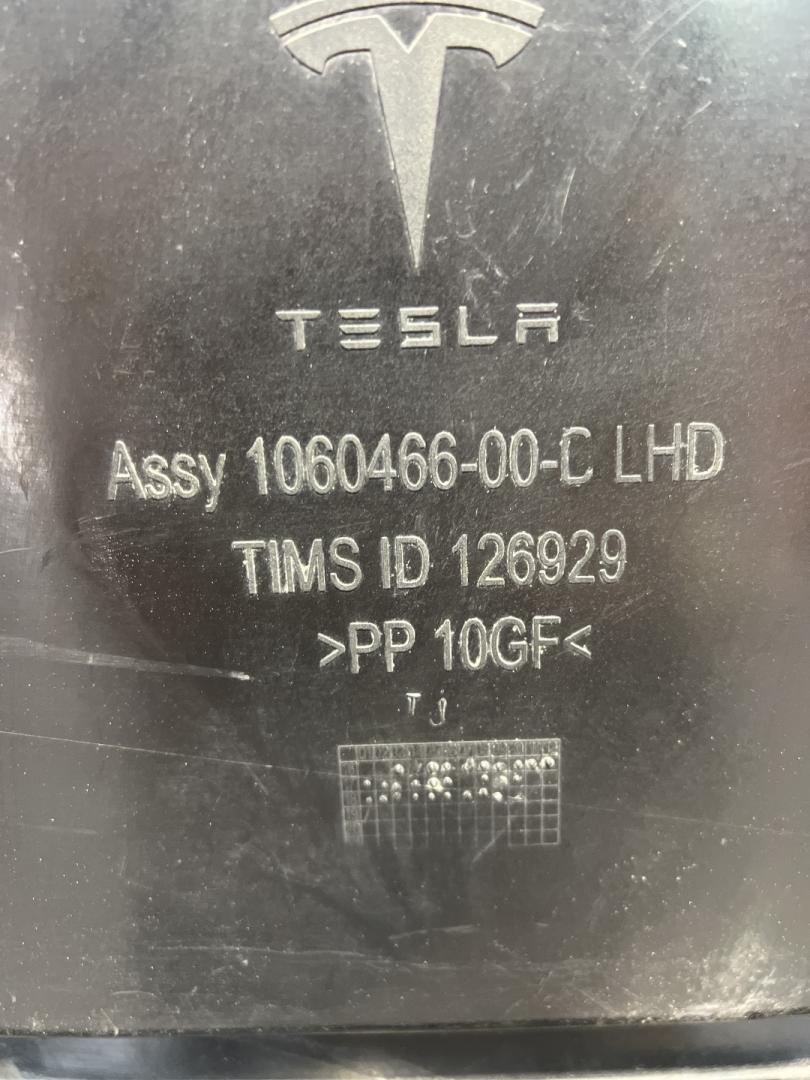 TESLA
Assy 1060466-00-C LHD
TIMS ID 126929
>PP 10GF<